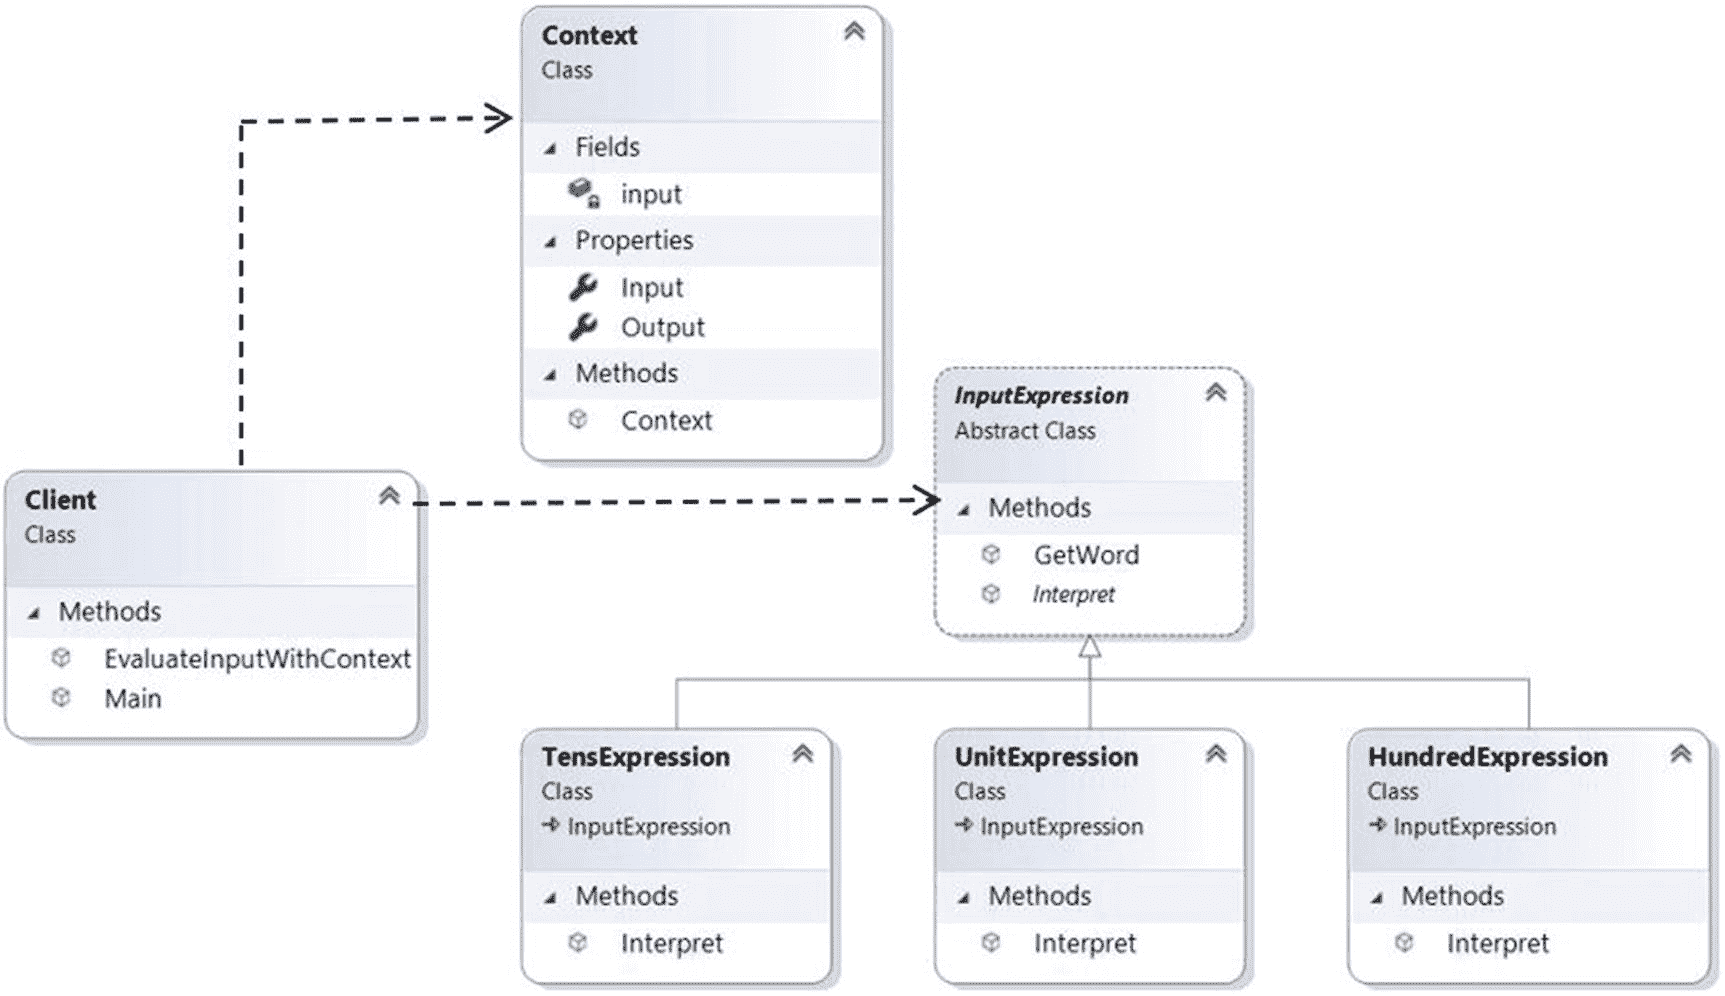 Context
Class
Fields
input
Properties
Input
Output
Methods
Context
InputExpression
Abstract Class
Methods
GetWord
Interpret
Client
Class
Methods
EvaluateInputWithContext
Main
TensExpression
Class
InputExpression
Methods
Interpret
UnitExpression
Class
InputExpression
Methods
Interpret
HundredExpression
Class
InputExpression
Methods
Interpret